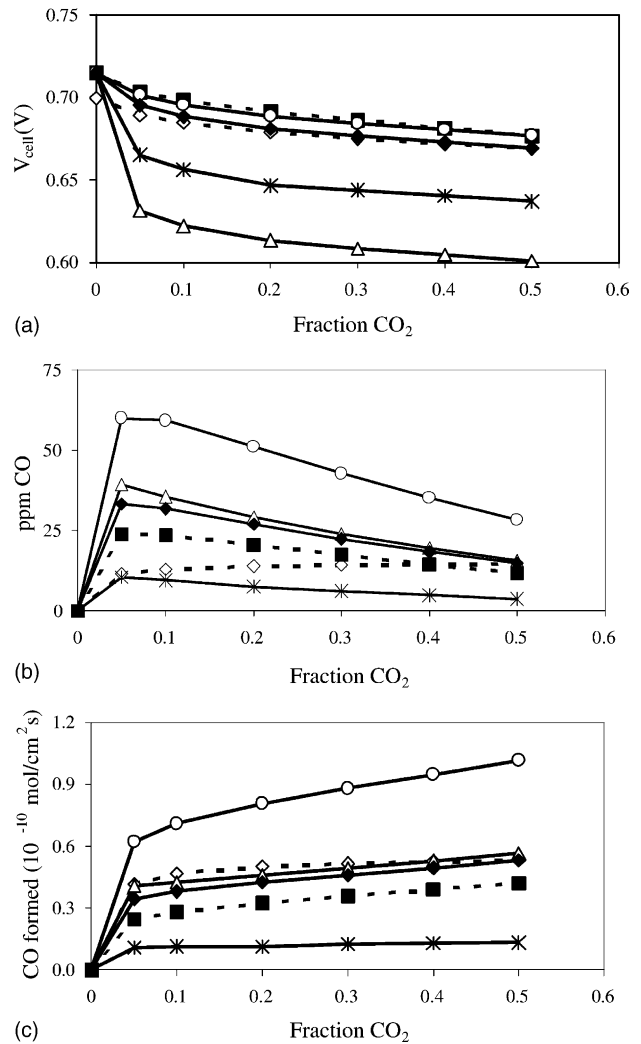 0.75
0.70
0.65
0.60
V_cell(V)
0 0.1 0.2 0.3 0.4 0.5 0.6
(a) Fraction CO₂
75
50
25
0
ppm CO
0 0.1 0.2 0.3 0.4 0.5 0.6
(b) Fraction CO₂
1.2
0.9
0.6
0.3
0.0
CO formed (10⁻¹⁰ mol/cm² s)
0 0.1 0.2 0.3 0.4 0.5 0.6
(c) Fraction CO₂